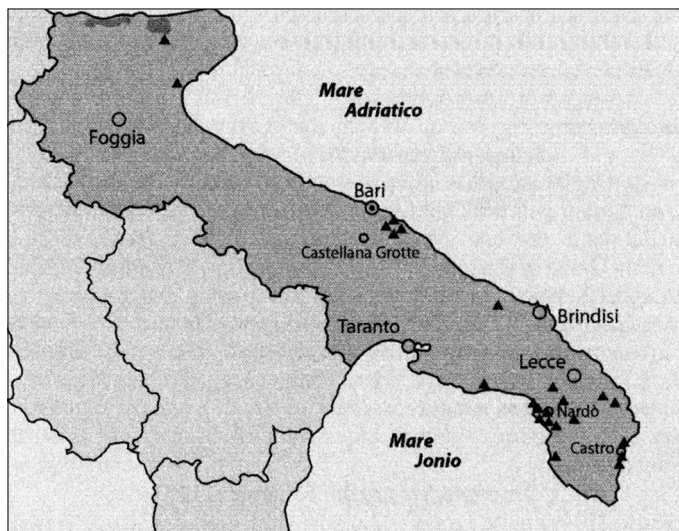 Mare
Adriatico
Foggia
Bari
Castellana Grotte
Brindisi
Taranto
Lecce
Nardò
Mare
Jonio
Castro